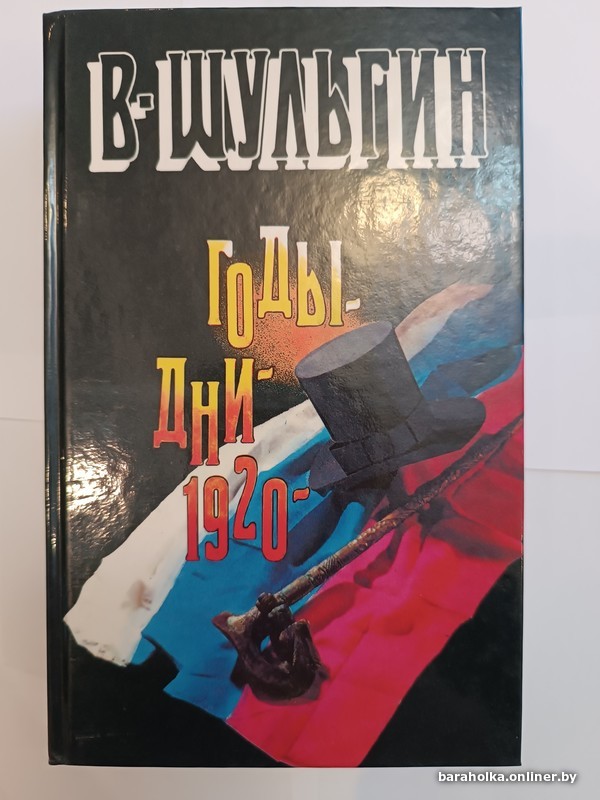 В·ШУЛЬГИН
ГОДЫ-
ДНИ-
1920-
baraholka.onliner.by